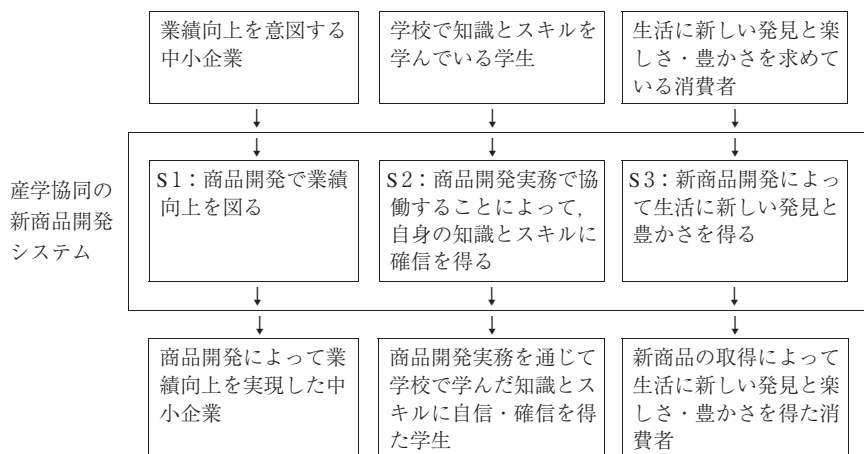 業績向上を意図する
中小企業
学校で知識とスキルを
学んでいる学生
生活に新しい発見と楽
しさ・豊かさを求めて
いる消費者
産学協同の
新商品開発
システム
S1：商品開発で業績
向上を図る
S2：商品開発実務で協
働することによって，
自身の知識とスキルに
確信を得る
S3：新商品開発によっ
て生活に新しい発見と
豊かさを得る
商品開発によって業
績向上を実現した中
小企業
商品開発実務を通じて
学校で学んだ知識とス
キルに自信・確信を得
た学生
新商品の取得によって
生活に新しい発見と楽
しさ・豊かさを得た消
費者